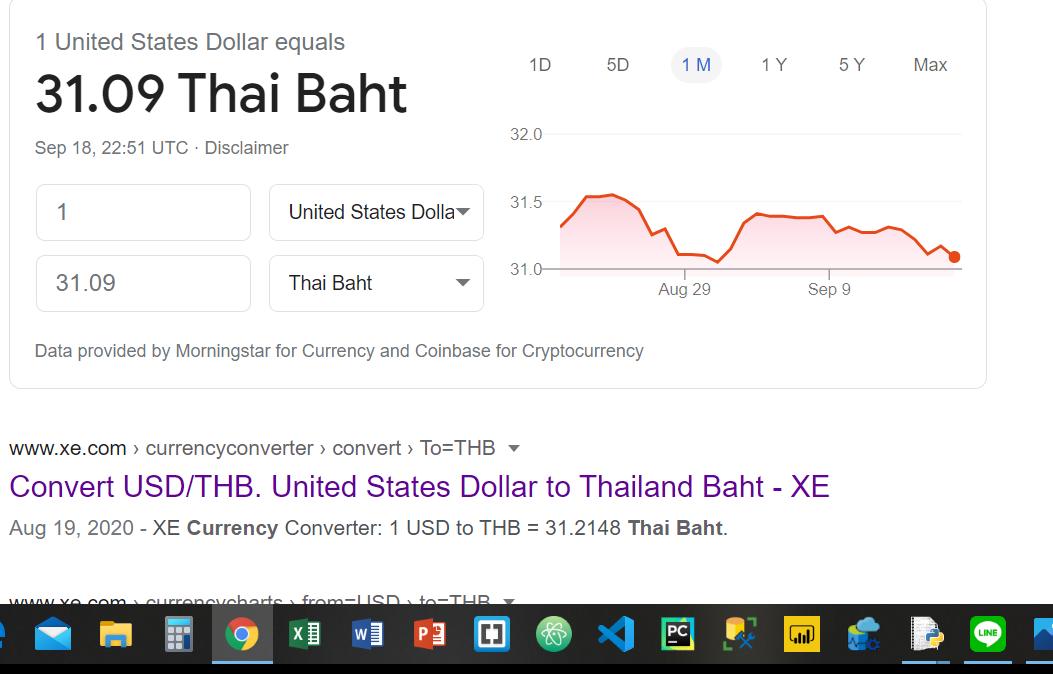 1 United States Dollar equals
31.09 Thai Baht
Sep 18, 22:51 UTC · Disclaimer
1
United States Dolla
31.09
Thai Baht
1D 5D 1 M 1 Y 5 Y Max
32.0
31.5
31.0
Aug 29 Sep 9
Data provided by Morningstar for Currency and Coinbase for Cryptocurrency
www.xe.com › currencyconverter › convert › To=THB
Convert USD/THB. United States Dollar to Thailand Baht - XE
Aug 19, 2020 - XE Currency Converter: 1 USD to THB = 31.2148 Thai Baht.
www.xe.com › currencycharts › from=USD › to=THB
X W P PC LINE